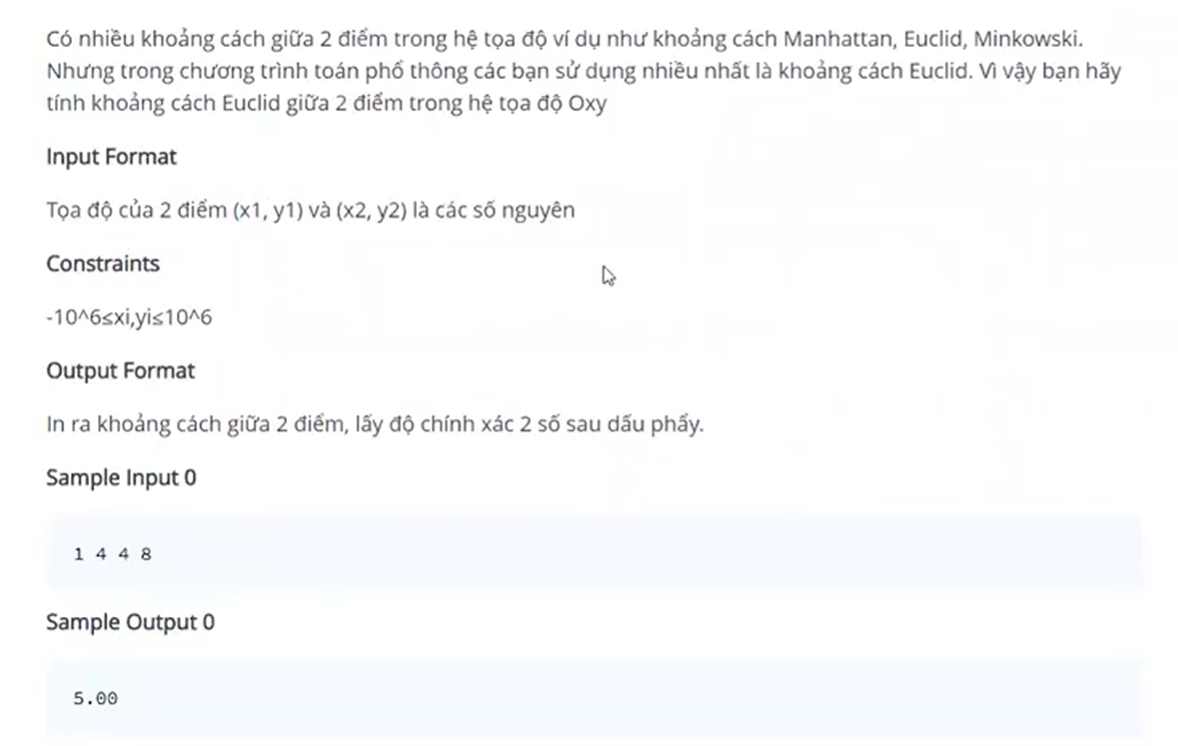 Có nhiều khoảng cách giữa 2 điểm trong hệ tọa độ ví dụ như khoảng cách Manhattan, Euclid, Minkowski.
Nhưng trong chương trình toán phổ thông các bạn sử dụng nhiều nhất là khoảng cách Euclid. Vì vậy bạn hãy
tính khoảng cách Euclid giữa 2 điểm trong hệ tọa độ Oxy
Input Format
Tọa độ của 2 điểm (x1, y1) và (x2, y2) là các số nguyên
Constraints
-10^6≤xi,yi≤10^6
Output Format
In ra khoảng cách giữa 2 điểm, lấy độ chính xác 2 số sau dấu phẩy.
Sample Input 0
1 4 4 8
Sample Output 0
5.00